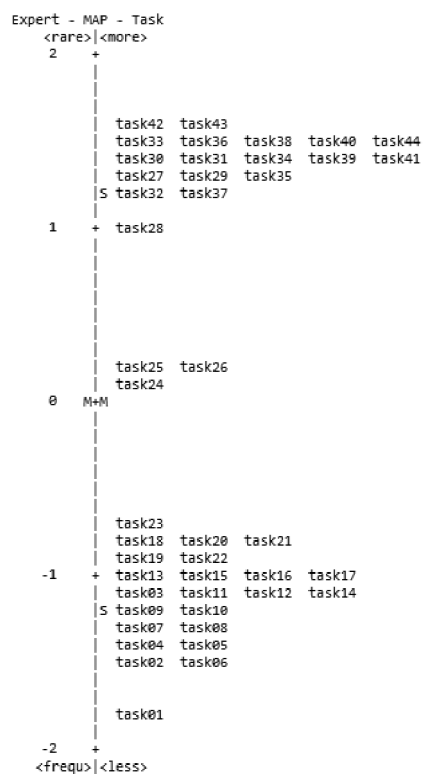 Expert - MAP - Task
<rare>|<more>
2 +
|
|
|
| task42 task43
| task33 task36 task38 task40 task44
| task30 task31 task34 task39 task41
| task27 task29 task35
|S task32 task37
|
1 + task28
|
|
|
|
|
|
|
| task25 task26
| task24
0 M+M
|
|
|
|
|
|
| task23
| task18 task20 task21
| task19 task22
-1 + task13 task15 task16 task17
| task03 task11 task12 task14
|S task09 task10
| task07 task08
| task04 task05
| task02 task06
|
|
| task01
|
-2 +
<frequ>|<less>